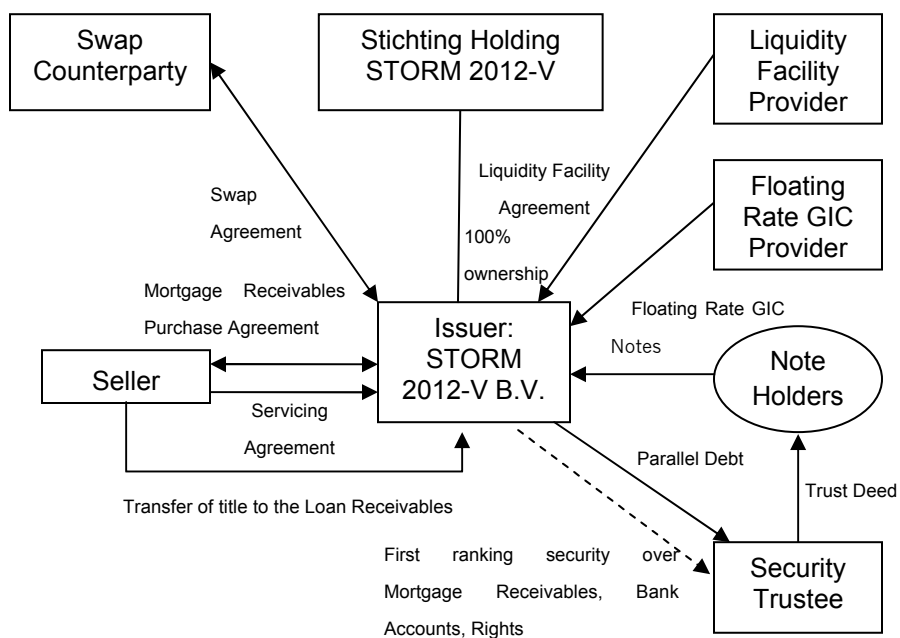 Swap
Counterparty
Stichting Holding
STORM 2012-V
Liquidity
Facility
Provider
Liquidity Facility
Agreement
Swap
Agreement
100%
ownership
Floating
Rate GIC
Provider
Mortgage Receivables
Purchase Agreement
Issuer:
STORM
2012-V B.V.
Floating Rate GIC
Notes
Note
Holders
Seller
Servicing
Agreement
Parallel Debt
Trust Deed
Transfer of title to the Loan Receivables
First ranking security over
Mortgage Receivables, Bank
Accounts, Rights
Security
Trustee